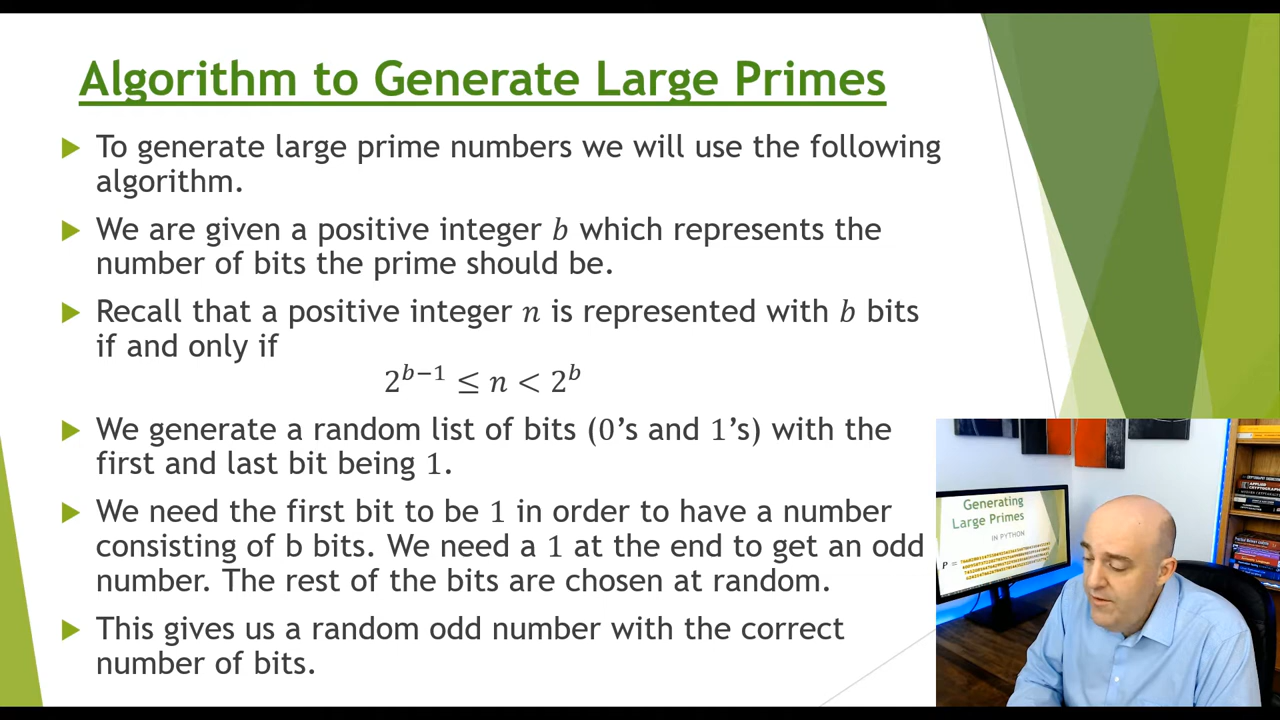 Algorithm to Generate Large Primes
To generate large prime numbers we will use the following
algorithm.
We are given a positive integer b which represents the
number of bits the prime should be.
Recall that a positive integer n is represented with b bits
if and only if
2^{b−1} ≤ n < 2^b
We generate a random list of bits (0's and 1's) with the
first and last bit being 1.
We need the first bit to be 1 in order to have a number
consisting of b bits. We need a 1 at the end to get an odd
number. The rest of the bits are chosen at random.
This gives us a random odd number with the correct
number of bits.
Generating
Large Primes
IN PYTHON
P =